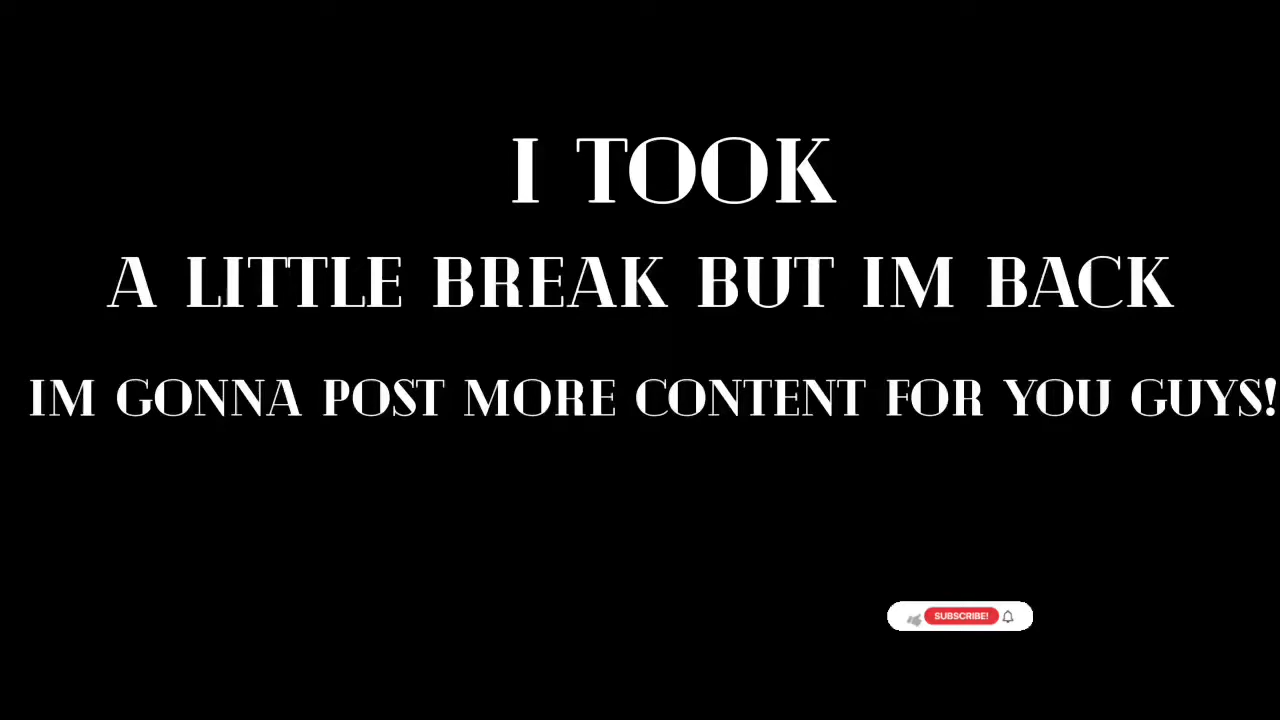 I TOOK
A LITTLE BREAK BUT IM BACK
IM GONNA POST MORE CONTENT FOR YOU GUYS!
SUBSCRIBE!